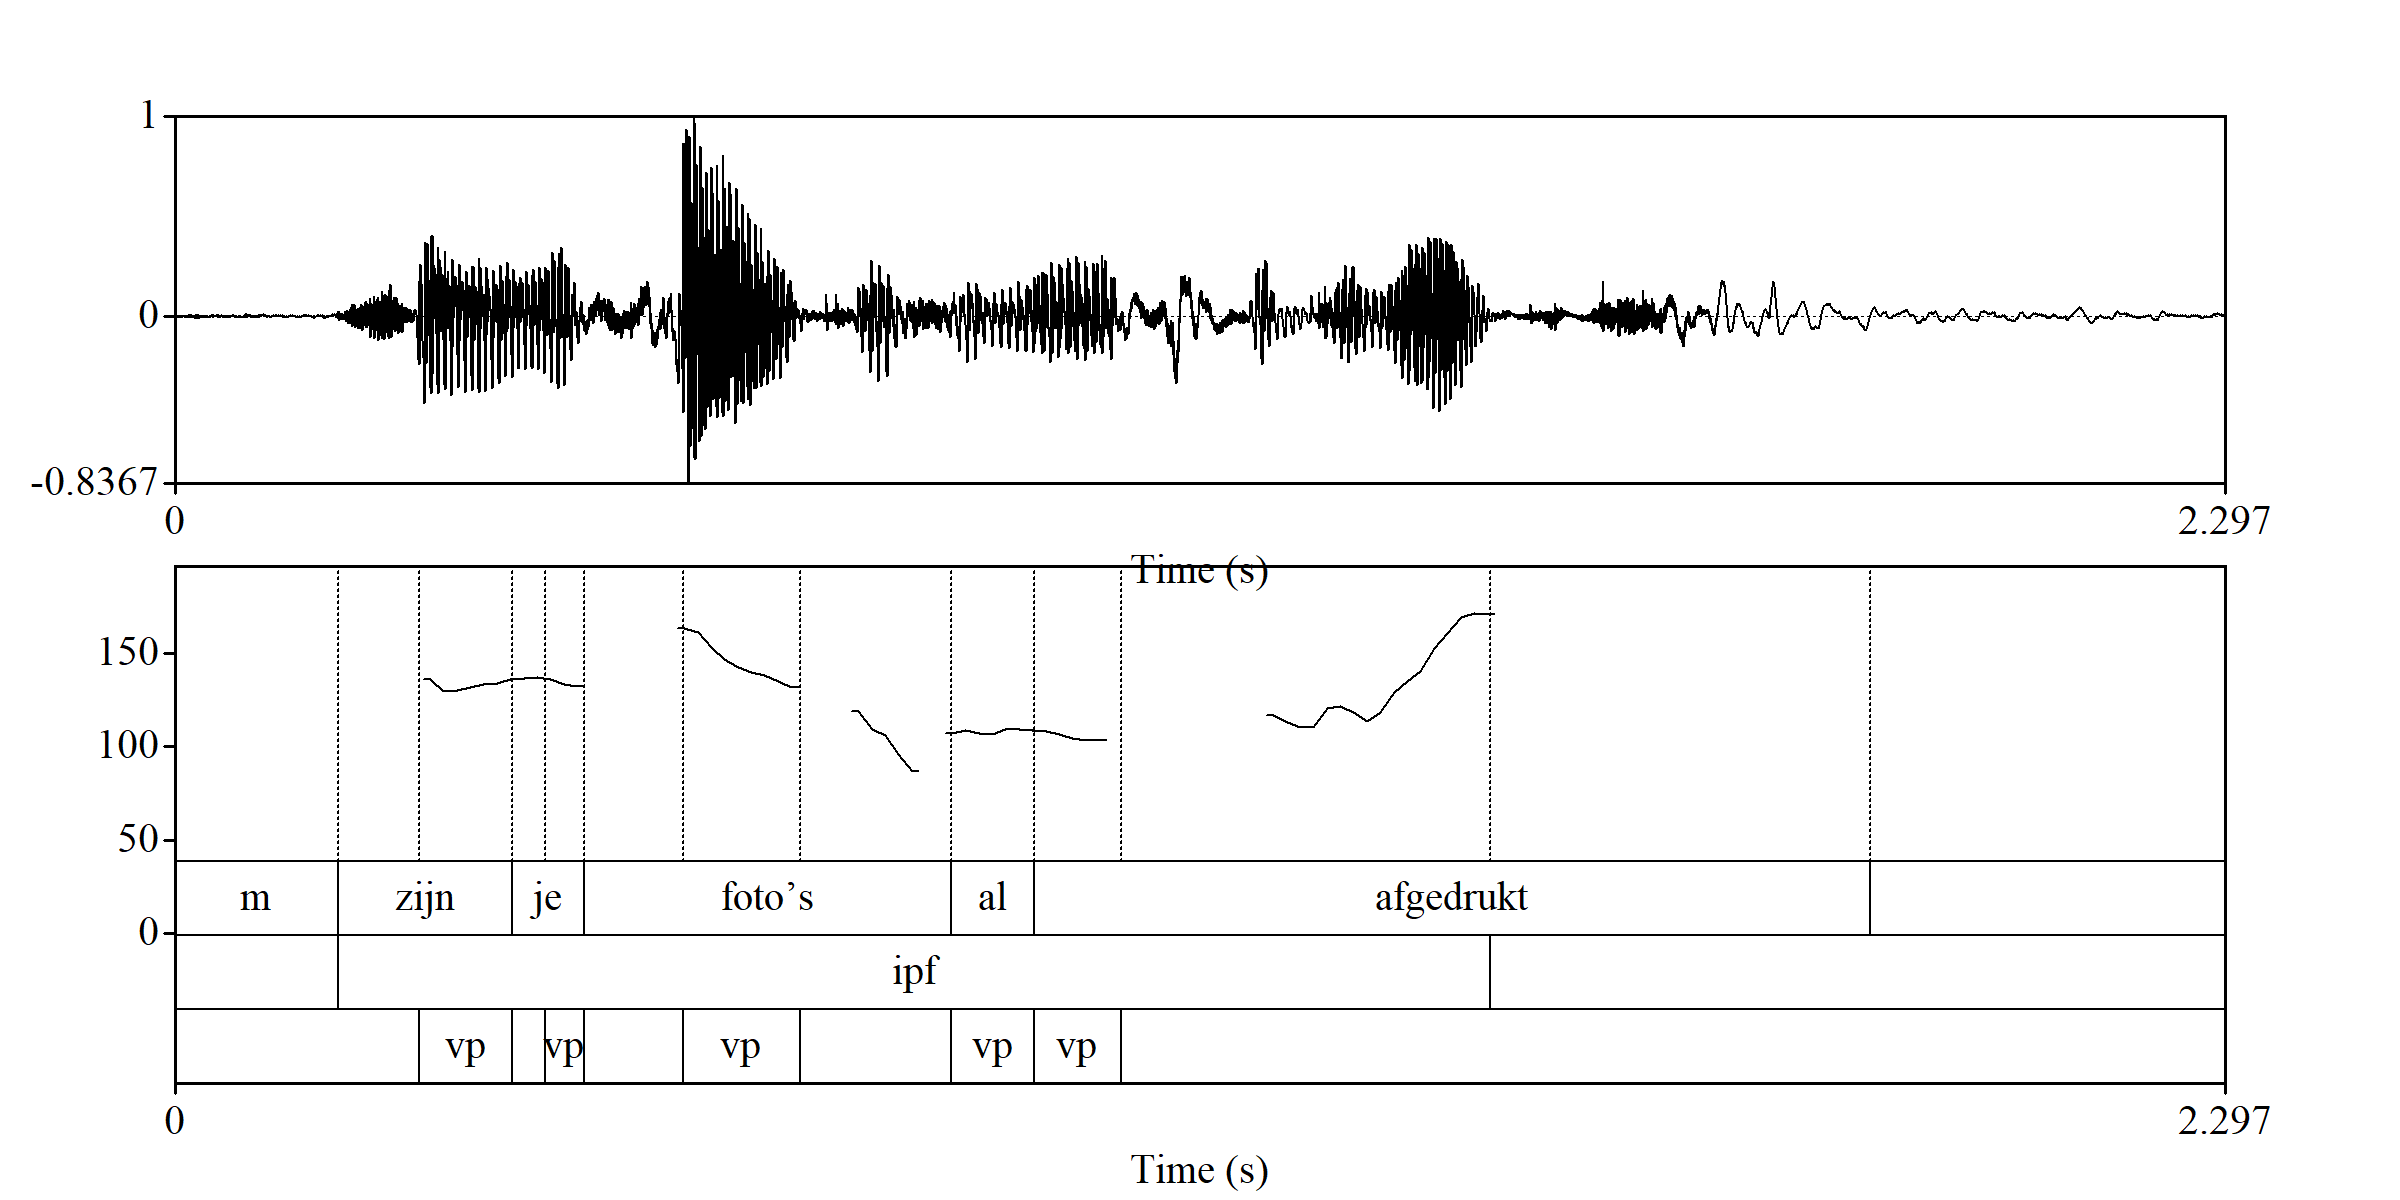 1
0
-0.8367
0 2.297
Time (s)
150
100
50
0
m zijn je foto’s al afgedrukt
ipf
vp vp vp vp vp
0 2.297
Time (s)